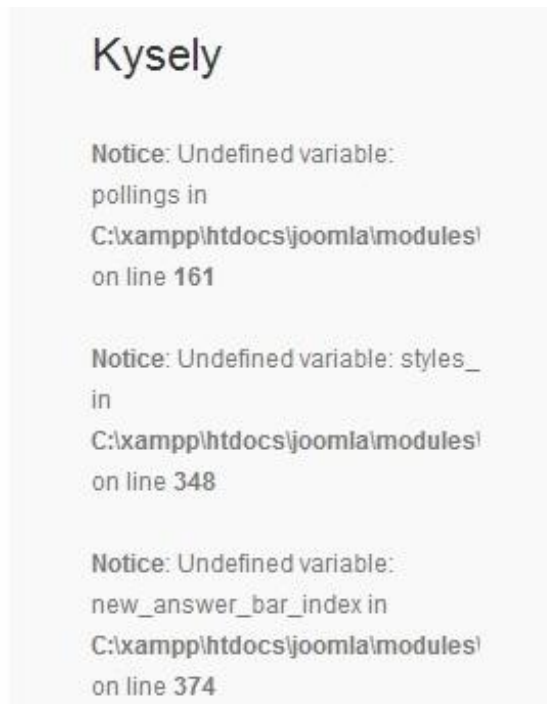 Kysely
Notice: Undefined variable:
pollings in
C:\xampp\htdocs\joomla\modules\
on line 161
Notice: Undefined variable: styles_
in
C:\xampp\htdocs\joomla\modules\
on line 348
Notice: Undefined variable:
new_answer_bar_index in
C:\xampp\htdocs\joomla\modules\
on line 374